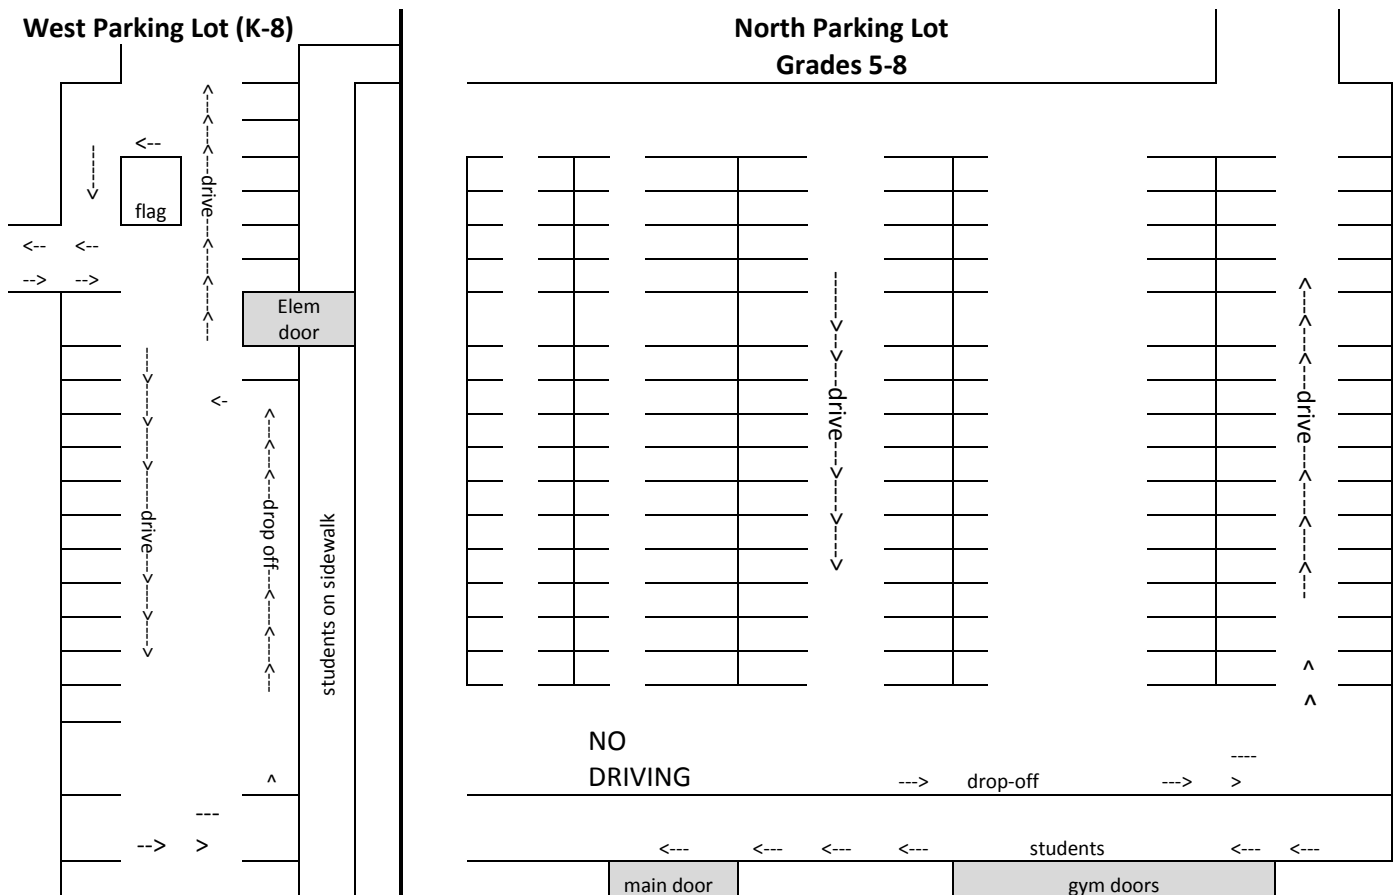 West Parking Lot (K-8)
<--
flag
<-- <--
--> -->
<-----<-----<-----drive-----<-----<-----<
Elem
door
<-
----->----->----->-----drive----->----->----->
-----<-----<-----<-----drop off-----<-----<-----<
students on sidewalk
^
---
--> >
North Parking Lot
Grades 5-8
drive
drive
^
^
NO
DRIVING
---> drop-off ---> ----
>
<--- <--- <--- <--- students <--- <---
main door
gym doors